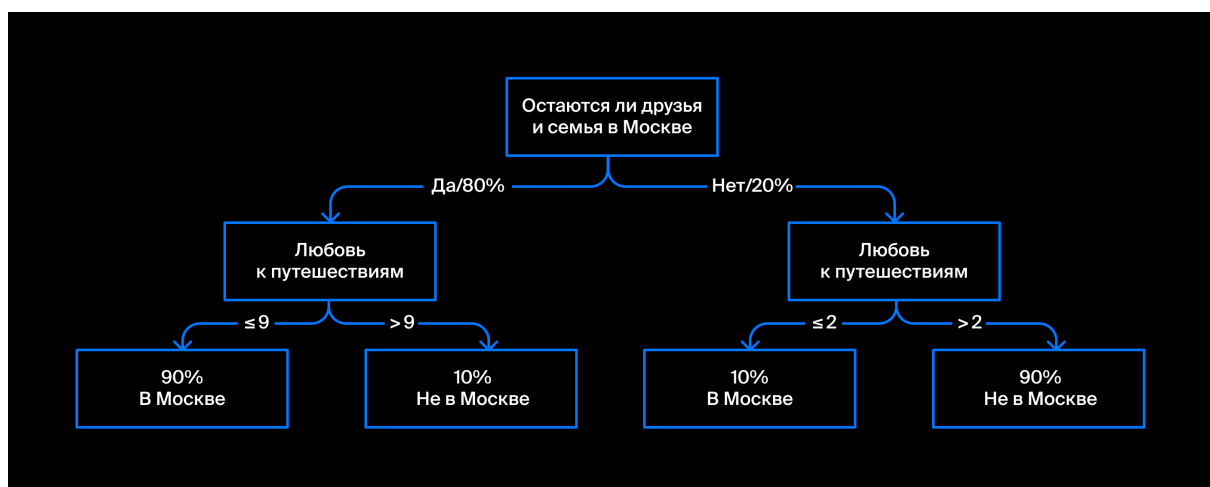 Остаются ли друзья
и семья в Москве
Да/80%
Нет/20%
Любовь
к путешествиям
Любовь
к путешествиям
≤9
>9
≤2
>2
90%
В Москве
10%
Не в Москве
10%
В Москве
90%
Не в Москве